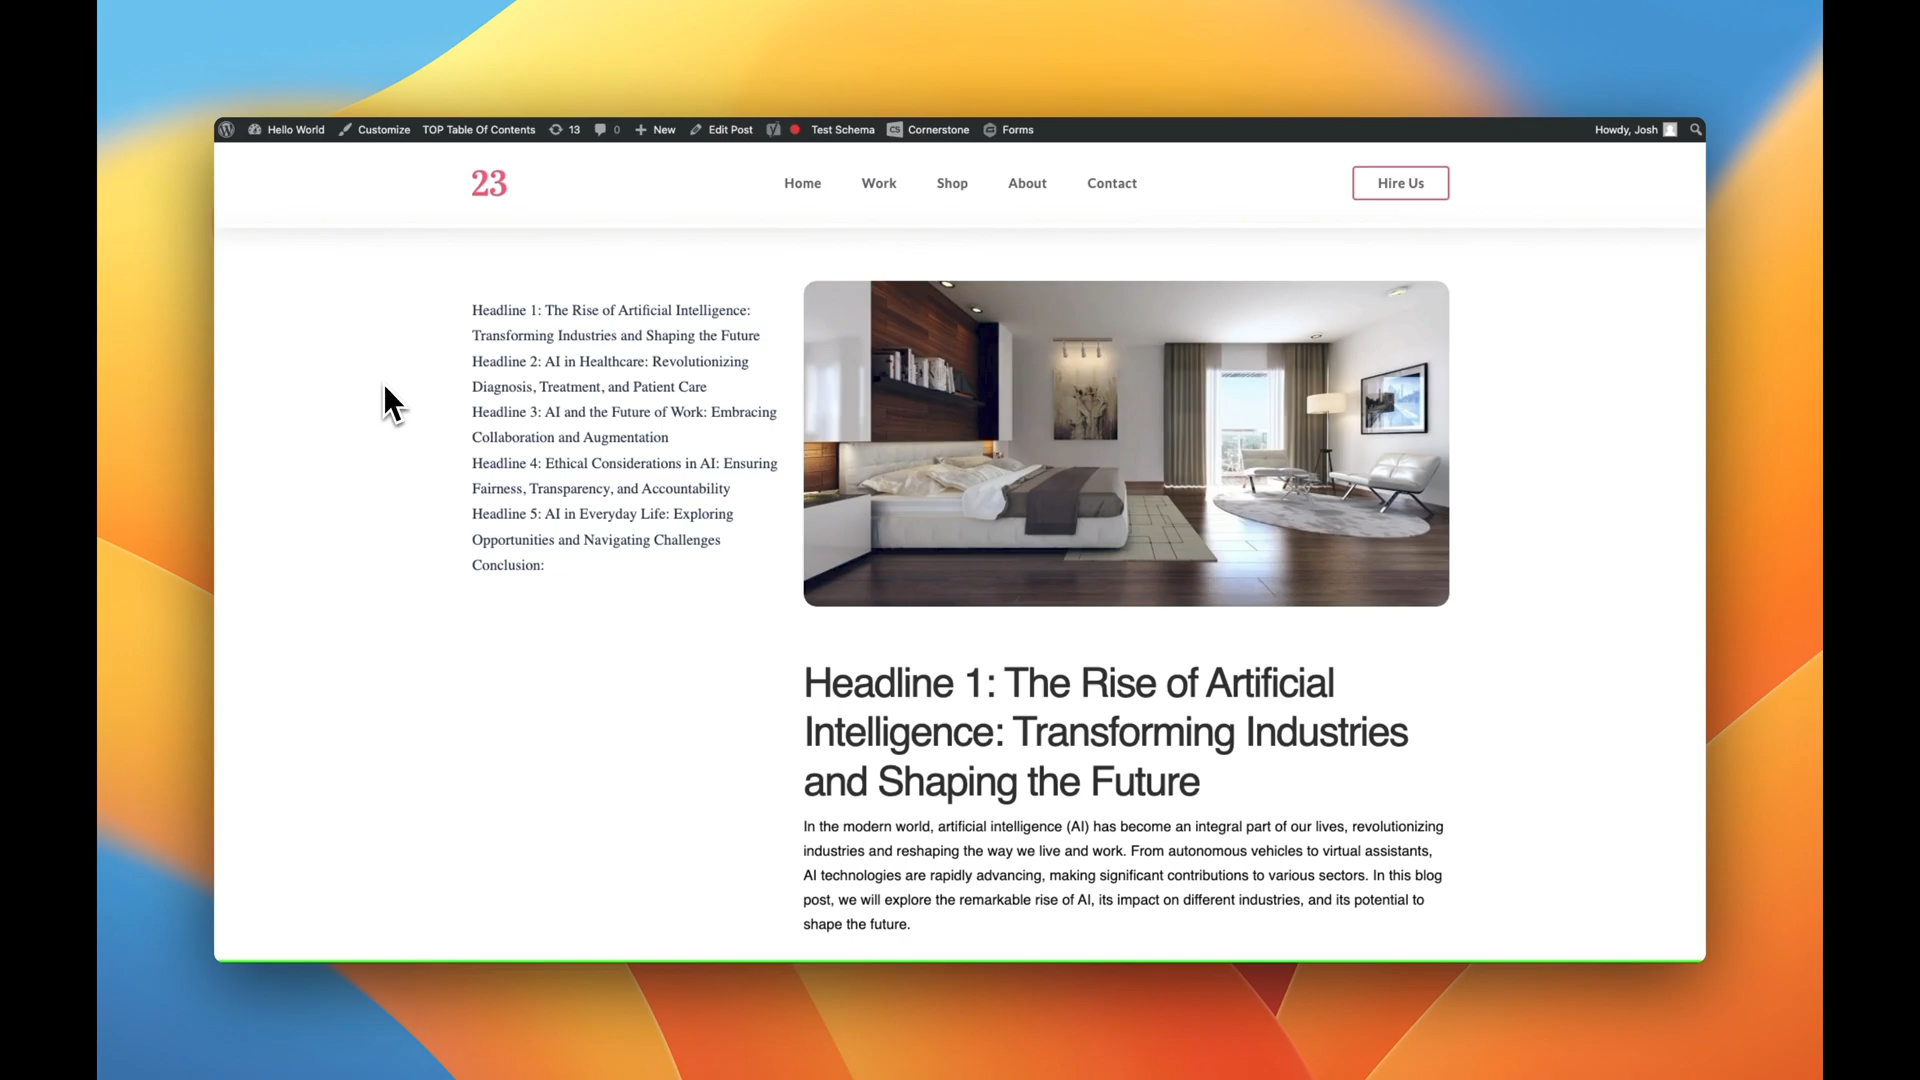 Hello World Customize TOP Table Of Contents 13 0 New Edit Post Test Schema CS Cornerstone Forms Howdy, Josh
23 Home Work Shop About Contact Hire Us
Headline 1: The Rise of Artificial Intelligence:
Transforming Industries and Shaping the Future
Headline 2: AI in Healthcare: Revolutionizing
Diagnosis, Treatment, and Patient Care
Headline 3: AI and the Future of Work: Embracing
Collaboration and Augmentation
Headline 4: Ethical Considerations in AI: Ensuring
Fairness, Transparency, and Accountability
Headline 5: AI in Everyday Life: Exploring
Opportunities and Navigating Challenges
Conclusion:
Headline 1: The Rise of Artificial
Intelligence: Transforming Industries
and Shaping the Future
In the modern world, artificial intelligence (AI) has become an integral part of our lives, revolutionizing
industries and reshaping the way we live and work. From autonomous vehicles to virtual assistants,
AI technologies are rapidly advancing, making significant contributions to various sectors. In this blog
post, we will explore the remarkable rise of AI, its impact on different industries, and its potential to
shape the future.